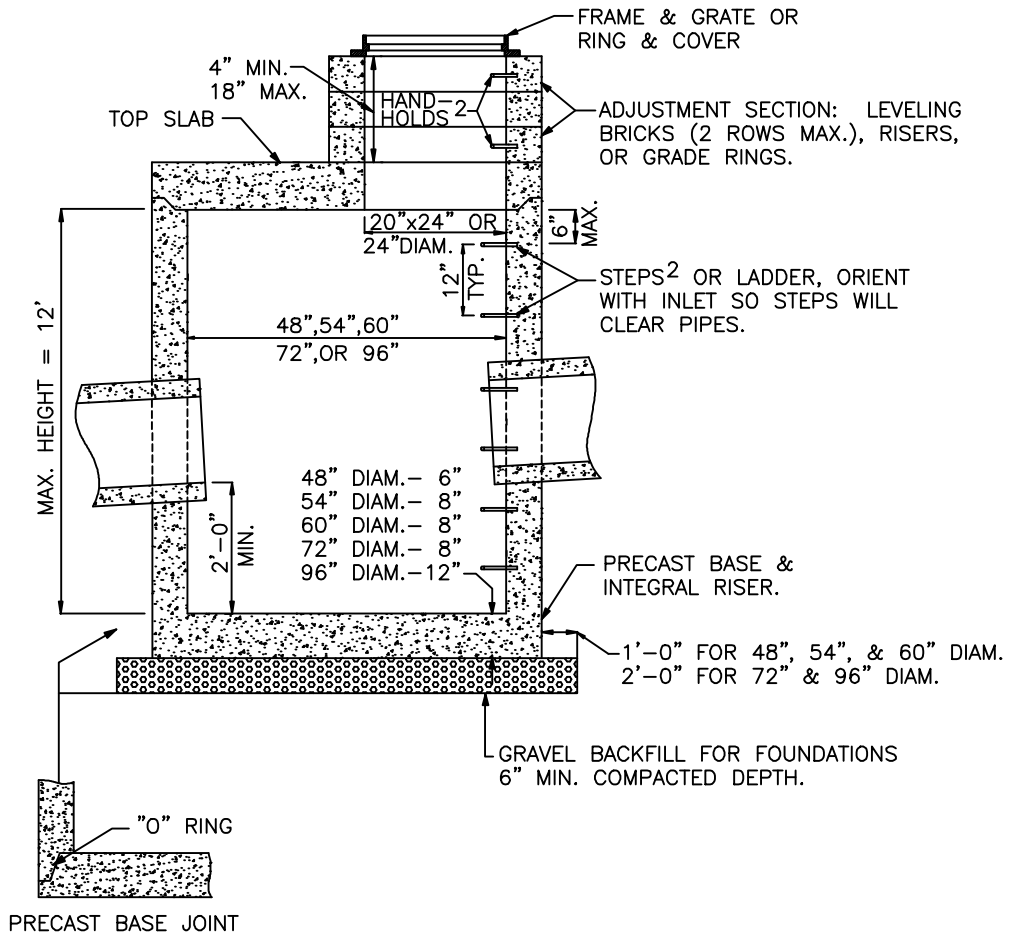 FRAME & GRATE OR
RING & COVER
4" MIN.
18" MAX.
HAND-
HOLDS 2
TOP SLAB
ADJUSTMENT SECTION: LEVELING
BRICKS (2 ROWS MAX.), RISERS,
OR GRADE RINGS.
20"x24" OR
24"DIAM.
6"
MAX.
12"
TYP.
STEPS2 OR LADDER, ORIENT
WITH INLET SO STEPS WILL
CLEAR PIPES.
48",54",60"
72",OR 96"
MAX. HEIGHT = 12'
48" DIAM.- 6"
54" DIAM.- 8"
60" DIAM.- 8"
72" DIAM.- 8"
96" DIAM.-12"
2'-0"
MIN.
PRECAST BASE &
INTEGRAL RISER.
1'-0" FOR 48", 54", & 60" DIAM.
2'-0" FOR 72" & 96" DIAM.
GRAVEL BACKFILL FOR FOUNDATIONS
6" MIN. COMPACTED DEPTH.
"O" RING
PRECAST BASE JOINT